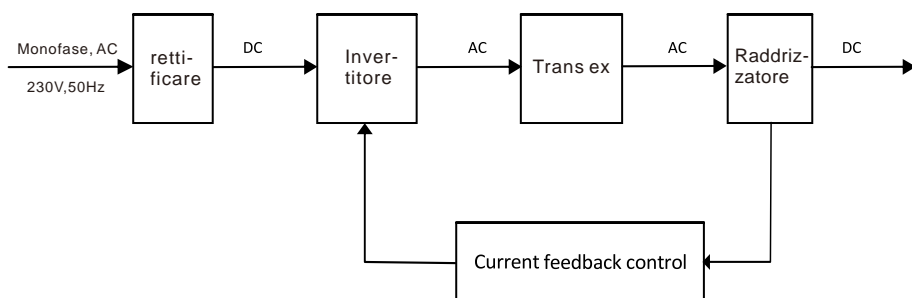 Monofase, AC
230V,50Hz
retti-
ficare
DC
Inver-
titore
AC
Trans ex
AC
Raddriz-
zatore
DC
Current feedback control